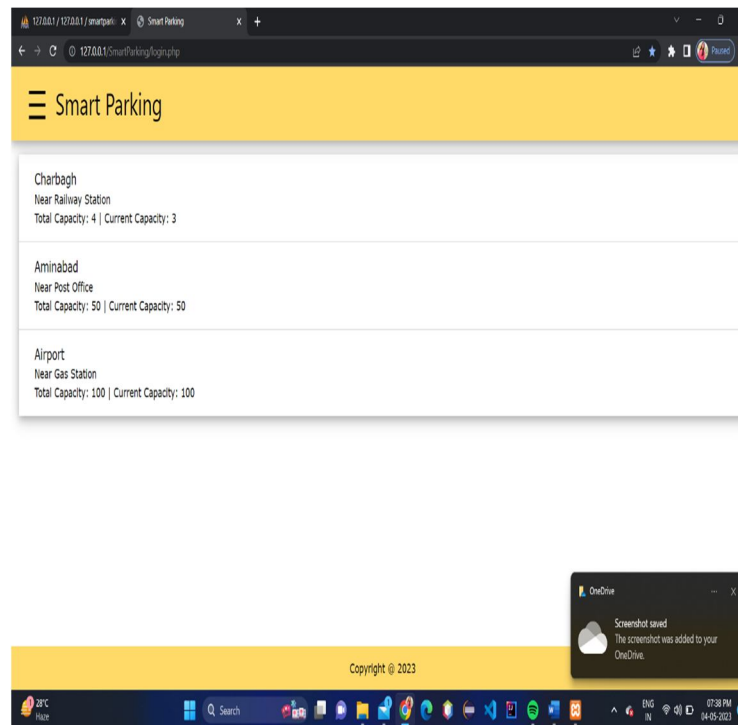 127.0.0.1 / 127.0.0.1 / smartpark
Smart Parking
127.0.0.1/SmartParking/login.php
Paused
Smart Parking
Charbagh
Near Railway Station
Total Capacity: 4 | Current Capacity: 3
Aminabad
Near Post Office
Total Capacity: 50 | Current Capacity: 50
Airport
Near Gas Station
Total Capacity: 100 | Current Capacity: 100
OneDrive
Screenshot saved
The screenshot was added to your
OneDrive.
Copyright @ 2023
28°C
Haze
Search
ENG
IN
07:38 PM
04-05-2023